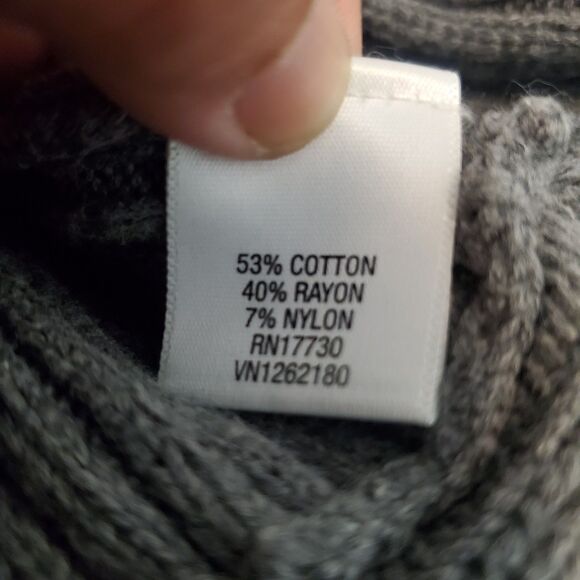 53% COTTON
40% RAYON
7% NYLON
RN17730
VN1262180